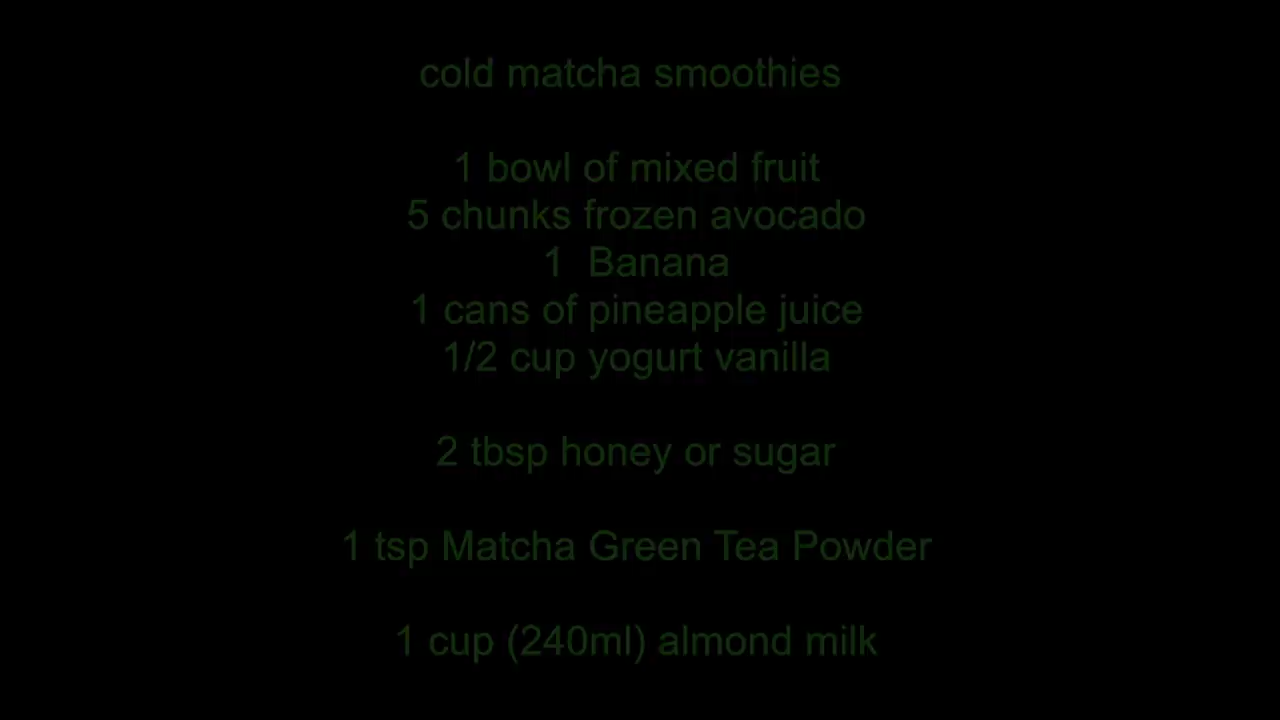 cold matcha smoothies
1 bowl of mixed fruit
5 chunks frozen avocado
1  Banana
1 cans of pineapple juice
1/2 cup yogurt vanilla
2 tbsp honey or sugar
1 tsp Matcha Green Tea Powder
1 cup (240ml) almond milk